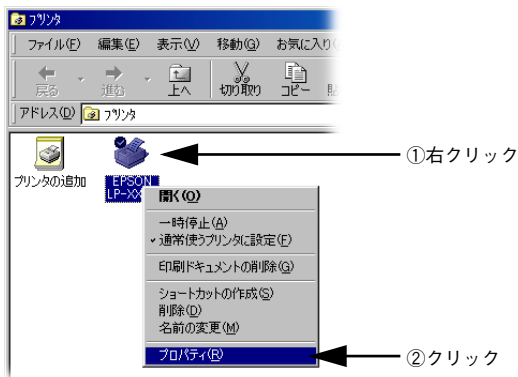 プリンタ
ファイル(F) 編集(E) 表示(V) 移動(G) お気に入り(
戻る 進む 上へ 切り取り コピー
アドレス(D) プリンタ
プリンタの追加
EPSON
LP-XX
①右クリック
開く(O)
一時停止(A)
通常使うプリンタに設定(F)
印刷ドキュメントの削除(G)
ショートカットの作成(S)
削除(D)
名前の変更(M)
プロパティ(R)
②クリック